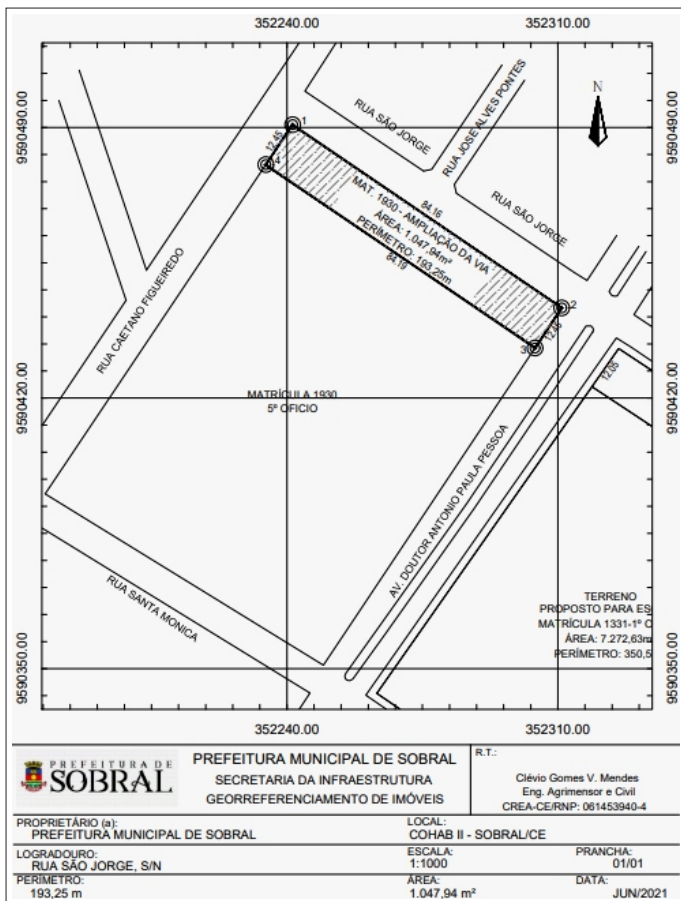 352240.00
352310.00
9590490.00
9590490.00
N
RUA SÃO JORGE
RUA JOSE ALVES PONTES
1
12.45
4
84.16
MAT. 1930 - AMPLIAÇÃO DA VIA
ÁREA: 1.047,94m²
PERÍMETRO: 193,25m
84.19
RUA SÃO JORGE
2
12.45
3
RUA CAETANO FIGUEIREDO
12.05
9590420.00
9590420.00
MATRÍCULA 1930
5º OFICIO
AV. DOUTOR ANTONIO PAULA PESSOA
RUA SANTA MONICA
TERRENO
PROPOSTO PARA ES
MATRÍCULA 1331-1º O
ÁREA: 7.272,63m
PERÍMETRO: 350,5
9590350.00
9590350.00
352240.00
352310.00
PREFEITURA DE
SOBRAL
PREFEITURA MUNICIPAL DE SOBRAL
SECRETARIA DA INFRAESTRUTURA
GEORREFERENCIAMENTO DE IMÓVEIS
R.T.:
Clévio Gomes V. Mendes
Eng. Agrimensor e Civil
CREA-CE/RNP: 061453940-4
PROPRIETÁRIO (a):
PREFEITURA MUNICIPAL DE SOBRAL
LOCAL:
COHAB II - SOBRAL/CE
LOGRADOURO:
RUA SÃO JORGE, S/N
ESCALA:
1:1000
PRANCHA:
01/01
PERÍMETRO:
193,25 m
ÁREA:
1.047,94 m²
DATA:
JUN/2021